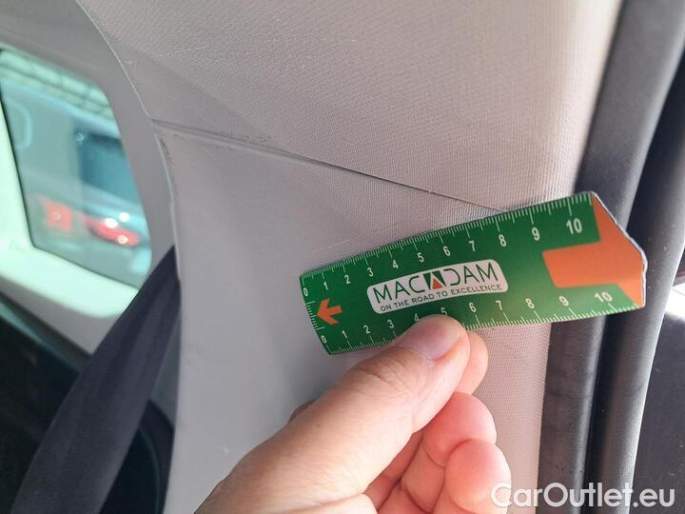 0 1 2 3 4 5 6 7 8 9 10
MACADAM
ON THE ROAD TO EXCELLENCE
0 1 2 3 4 5 6 7 8 9 10
CarOutlet.eu